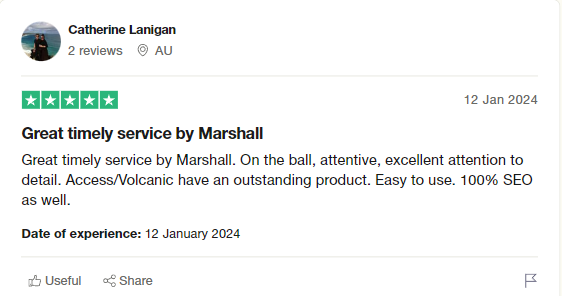 Catherine Lanigan
2 reviews AU
12 Jan 2024
Great timely service by Marshall
Great timely service by Marshall. On the ball, attentive, excellent attention to
detail. Access/Volcanic have an outstanding product. Easy to use. 100% SEO
as well.
Date of experience: 12 January 2024
Useful Share